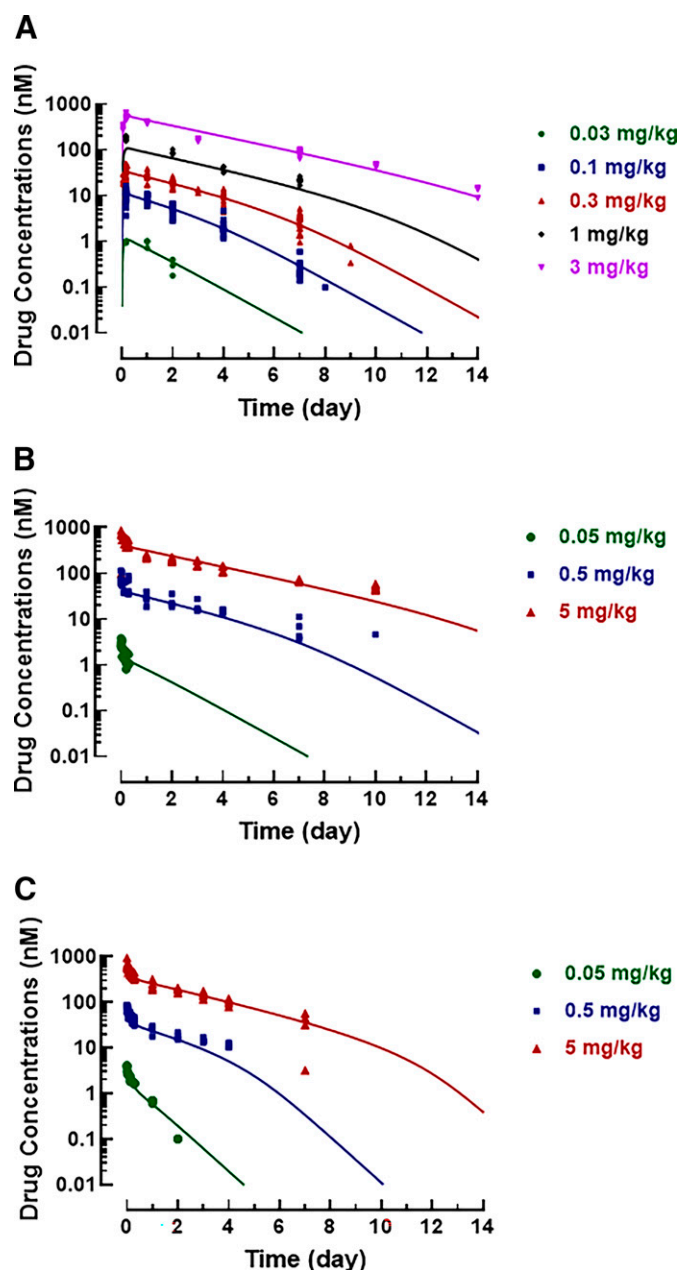 A
Drug Concentrations (nM)
1000
100
10
1
0.1
0.01
0 2 4 6 8 10 12 14
Time (day)
0.03 mg/kg
0.1 mg/kg
0.3 mg/kg
1 mg/kg
3 mg/kg
B
Drug Concentrations (nM)
1000
100
10
1
0.1
0.01
0 2 4 6 8 10 12 14
Time (day)
0.05 mg/kg
0.5 mg/kg
5 mg/kg
C
Drug Concentrations (nM)
1000
100
10
1
0.1
0.01
0 2 4 6 8 10 12 14
Time (day)
0.05 mg/kg
0.5 mg/kg
5 mg/kg